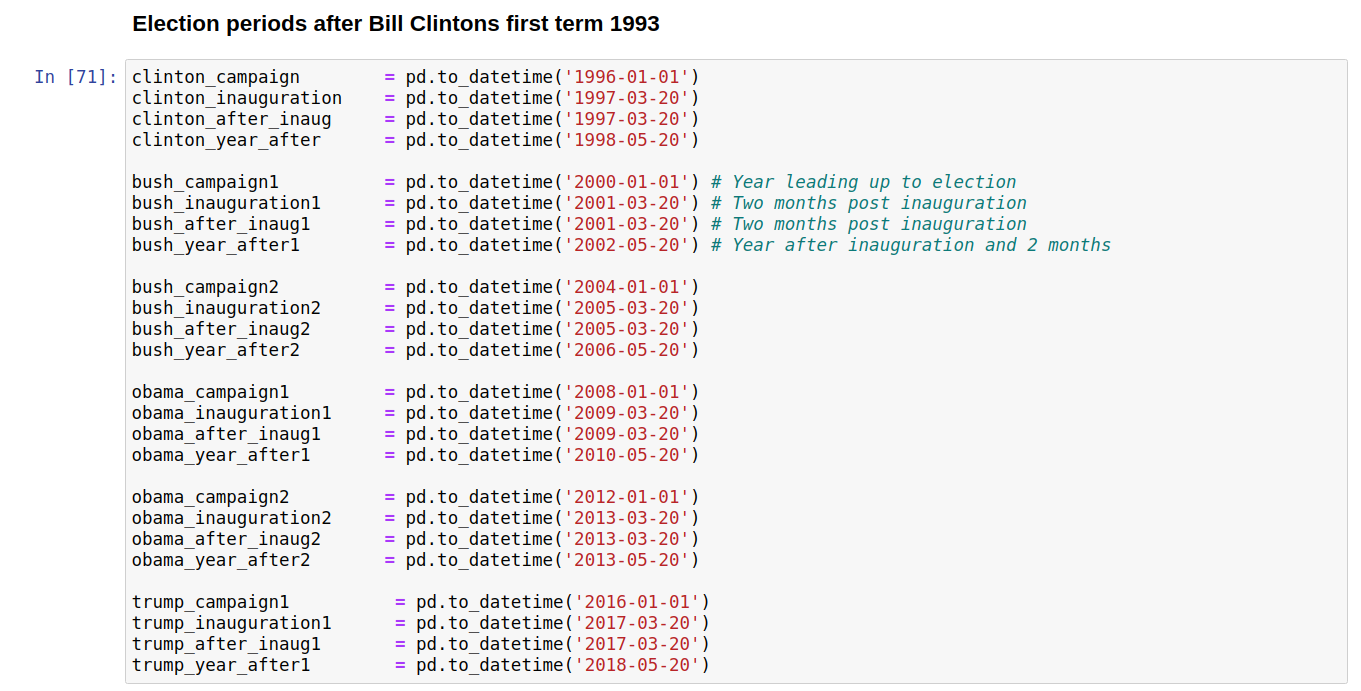 Election periods after Bill Clintons first term 1993
In [71]:
clinton_campaign        = pd.to_datetime('1996-01-01')
clinton_inauguration    = pd.to_datetime('1997-03-20')
clinton_after_inaug     = pd.to_datetime('1997-03-20')
clinton_year_after      = pd.to_datetime('1998-05-20')
bush_campaign1          = pd.to_datetime('2000-01-01') # Year leading up to election
bush_inauguration1      = pd.to_datetime('2001-03-20') # Two months post inauguration
bush_after_inaug1       = pd.to_datetime('2001-03-20') # Two months post inauguration
bush_year_after1        = pd.to_datetime('2002-05-20') # Year after inauguration and 2 months
bush_campaign2          = pd.to_datetime('2004-01-01')
bush_inauguration2      = pd.to_datetime('2005-03-20')
bush_after_inaug2       = pd.to_datetime('2005-03-20')
bush_year_after2        = pd.to_datetime('2006-05-20')
obama_campaign1         = pd.to_datetime('2008-01-01')
obama_inauguration1     = pd.to_datetime('2009-03-20')
obama_after_inaug1      = pd.to_datetime('2009-03-20')
obama_year_after1       = pd.to_datetime('2010-05-20')
obama_campaign2         = pd.to_datetime('2012-01-01')
obama_inauguration2     = pd.to_datetime('2013-03-20')
obama_after_inaug2      = pd.to_datetime('2013-03-20')
obama_year_after2       = pd.to_datetime('2013-05-20')
trump_campaign1          = pd.to_datetime('2016-01-01')
trump_inauguration1      = pd.to_datetime('2017-03-20')
trump_after_inaug1       = pd.to_datetime('2017-03-20')
trump_year_after1        = pd.to_datetime('2018-05-20')